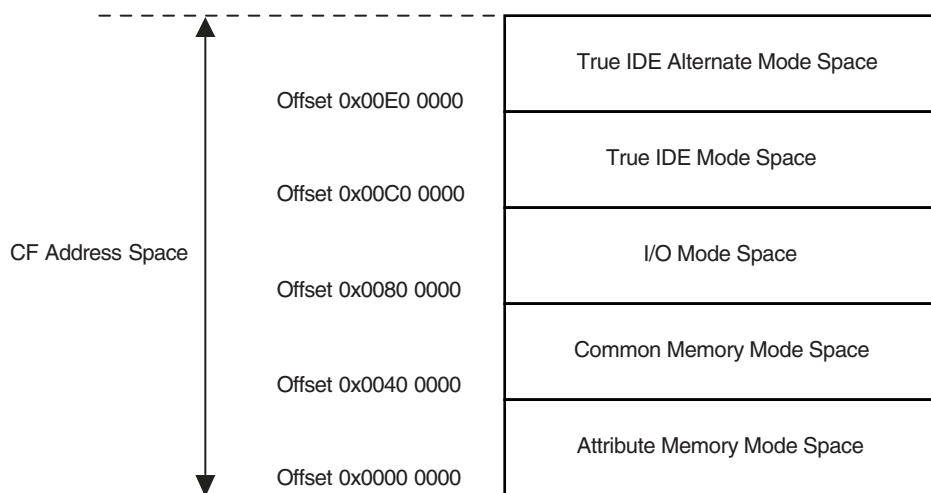 True IDE Alternate Mode Space
Offset 0x00E0 0000
True IDE Mode Space
Offset 0x00C0 0000
CF Address Space
I/O Mode Space
Offset 0x0080 0000
Common Memory Mode Space
Offset 0x0040 0000
Attribute Memory Mode Space
Offset 0x0000 0000